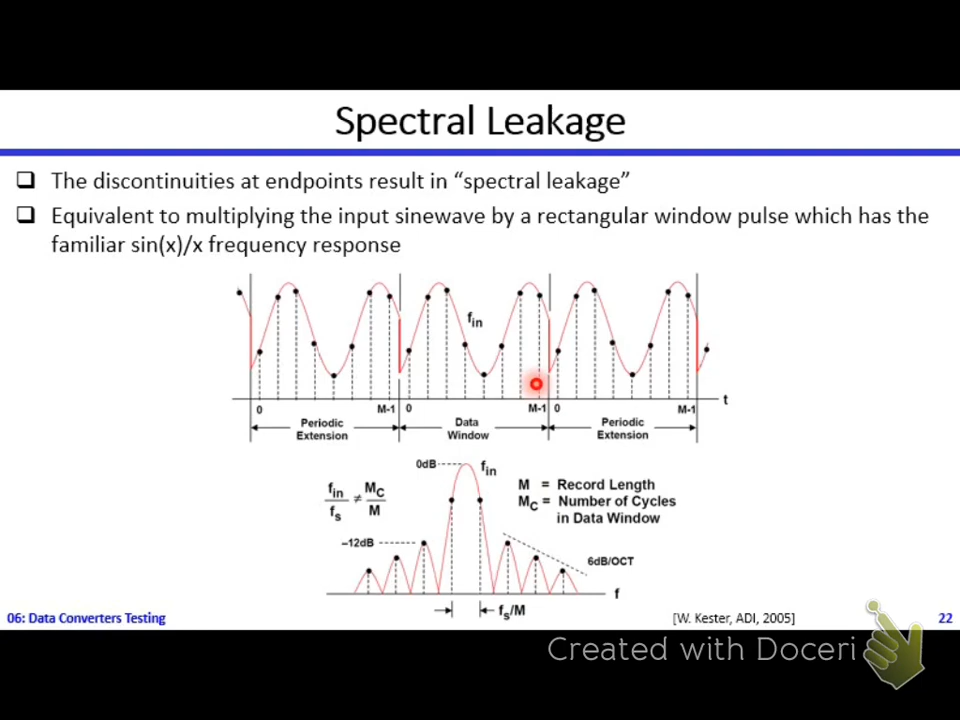 Spectral Leakage
The discontinuities at endpoints result in “spectral leakage”
Equivalent to multiplying the input sinewave by a rectangular window pulse which has the
familiar sin(x)/x frequency response
fin
t
0 M-1 0 M-1 0 M-1
Periodic Extension
Data Window
Periodic Extension
0dB
fin
fin/fs ≠ MC/M
M = Record Length
MC = Number of Cycles
in Data Window
–12dB
6dB/OCT
f
fs/M
06: Data Converters Testing
[W. Kester, ADI, 2005]
22
Created with Doceri